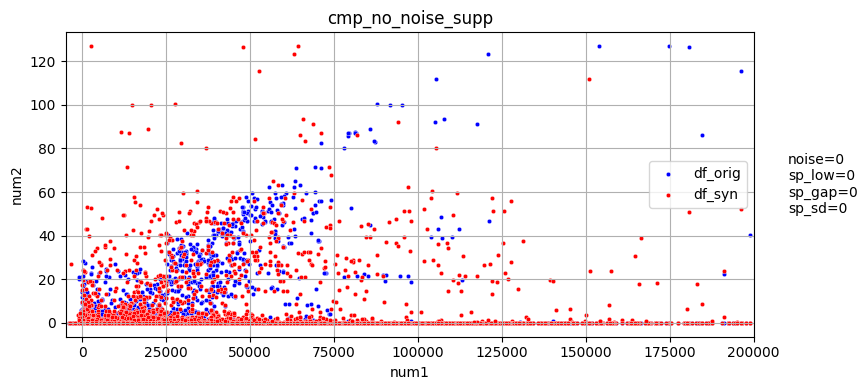 cmp_no_noise_supp
120
100
80
60
40
20
0
num2
0
25000
50000
75000
100000
125000
150000
175000
200000
num1
df_orig
df_syn
noise=0
sp_low=0
sp_gap=0
sp_sd=0